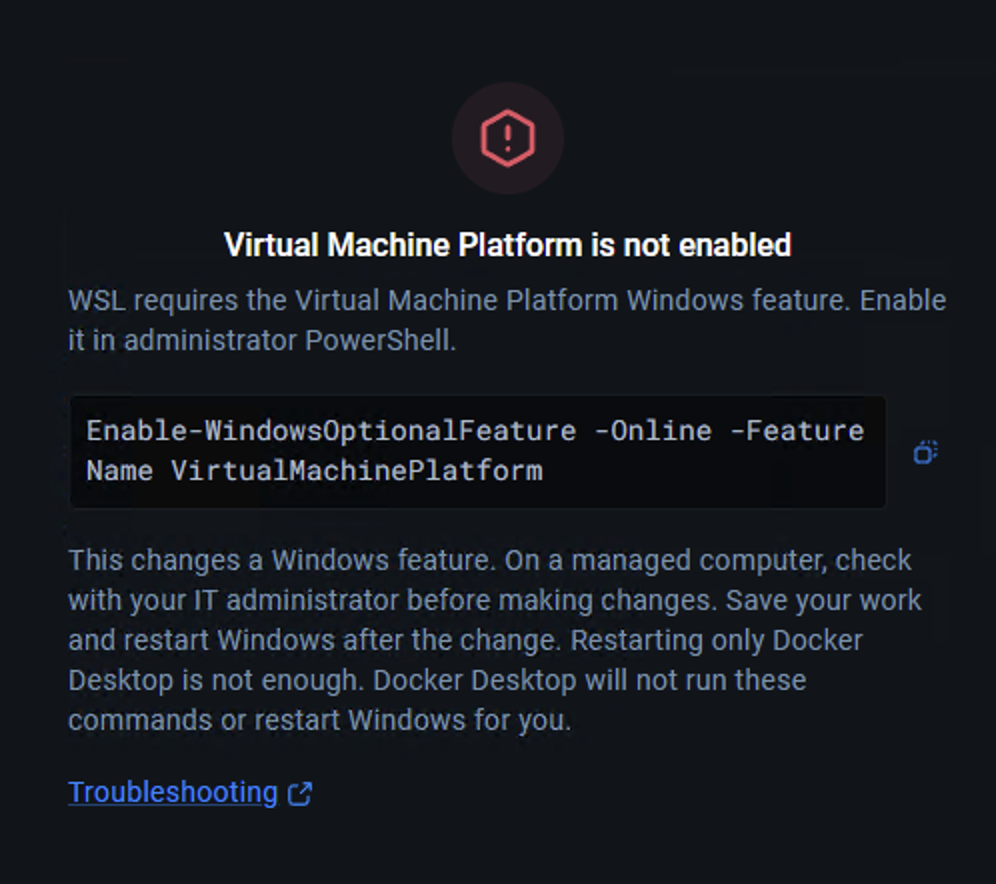 Virtual Machine Platform is not enabled
WSL requires the Virtual Machine Platform Windows feature. Enable
it in administrator PowerShell.
Enable-WindowsOptionalFeature -Online -Feature
Name VirtualMachinePlatform
This changes a Windows feature. On a managed computer, check
with your IT administrator before making changes. Save your work
and restart Windows after the change. Restarting only Docker
Desktop is not enough. Docker Desktop will not run these
commands or restart Windows for you.
Troubleshooting